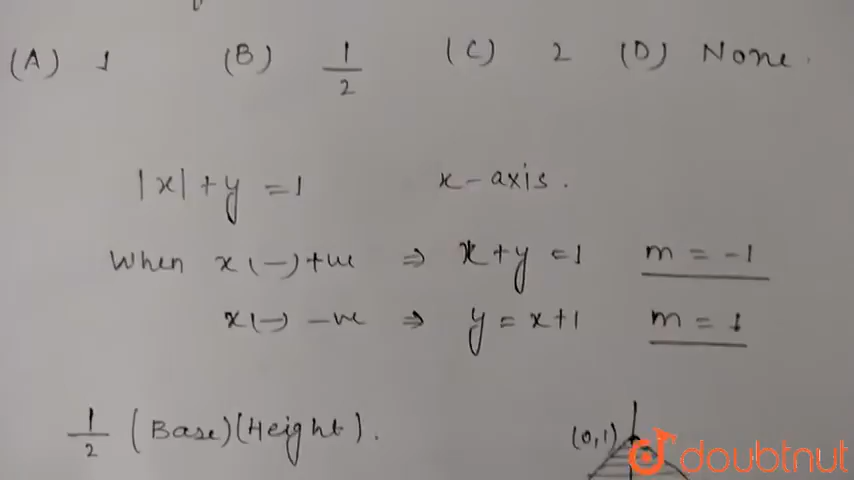 (A) 1 (B) 1/2 (C) 2 (D) None.
|x| + y = 1 x-axis.
When x (-) +ve ⇒ x + y = 1 m = -1
x (-) -ve ⇒ y = x + 1 m = 1
1/2 (Base)(Height).
(0,1)
doubtnut